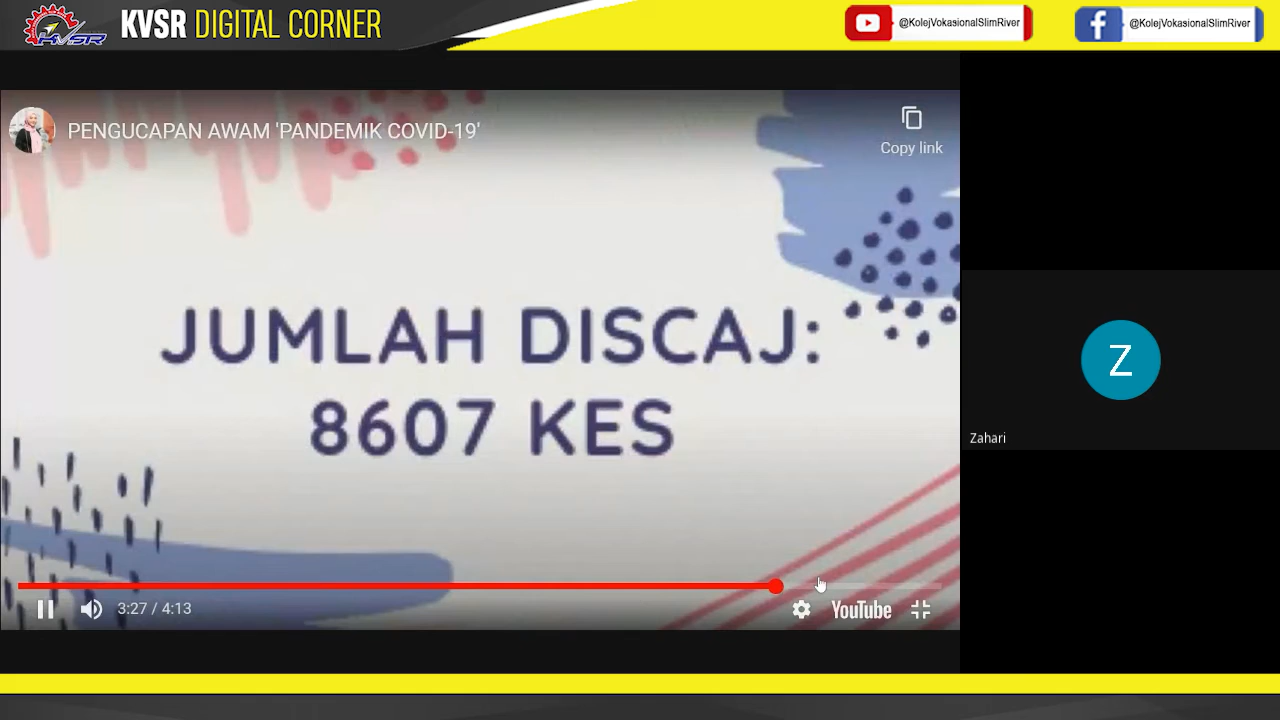 KVSR
KVSR DIGITAL CORNER
@KolejVokasionalSlimRiver
@KolejVokasionalSlimRiver
PENGUCAPAN AWAM 'PANDEMIK COVID-19'
Copy link
JUMLAH DISCAJ:
8607 KES
Z
Zahari
3:27 / 4:13
YouTube